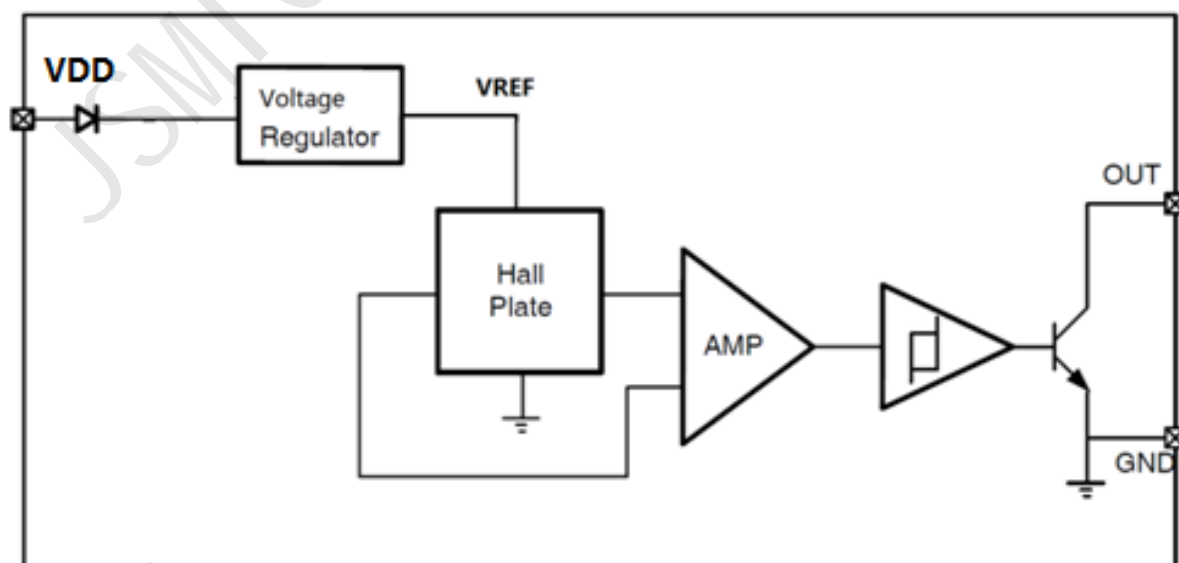 VDD
Voltage
Regulator
VREF
OUT
Hall
Plate
AMP
GND